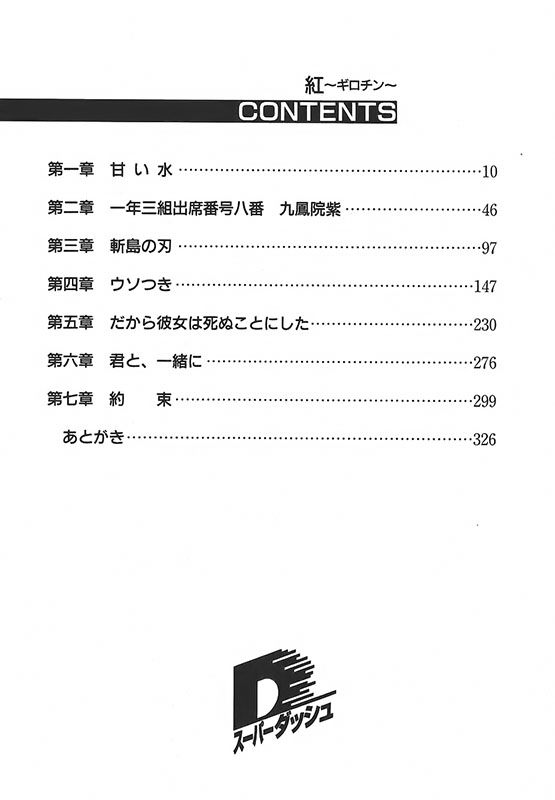 紅～ギロチン～
CONTENTS
第一章　甘い水…………………………………………10
第二章　一年三組出席番号八番　九鳳院紫…………………46
第三章　斬島の刃…………………………………………97
第四章　ウソつき…………………………………………147
第五章　だから彼女は死ぬことにした……………………230
第六章　君と、一緒に……………………………………276
第七章　約　　束…………………………………………299
あとがき……………………………………………………326
D
スーパーダッシュ